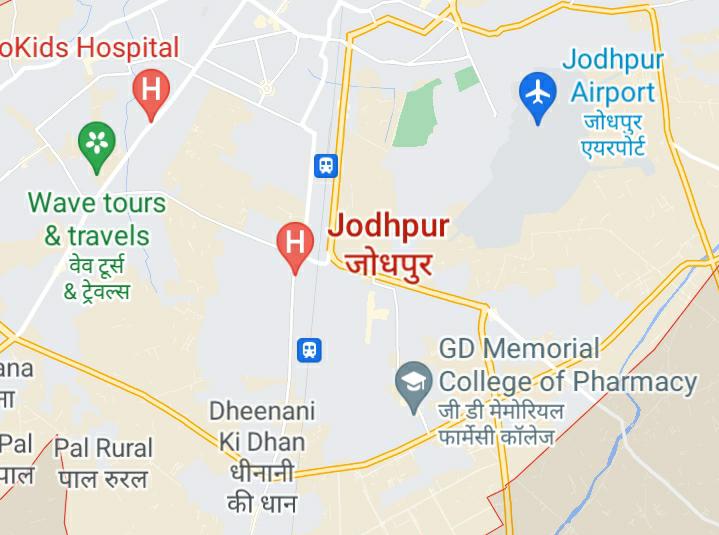 oKids Hospital
H
Jodhpur
Airport
जोधपुर
एयरपोर्ट
Wave tours
& travels
वेव टूर्स
& ट्रेवल्स
H
Jodhpur
जोधपुर
GD Memorial
College of Pharmacy
जी डी मेमोरियल
फार्मेसी कॉलेज
ana
ना
Pal
पाल
Pal Rural
पाल रुरल
Dheenani
Ki Dhan
धीनानी
की धान